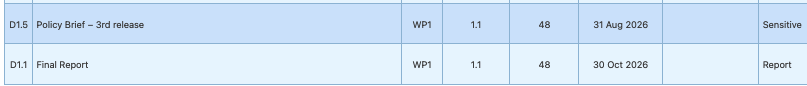 D1.5 Policy Brief – 3rd release WP1 1.1 48 31 Aug 2026 Sensitive
D1.1 Final Report WP1 1.1 48 30 Oct 2026 Report